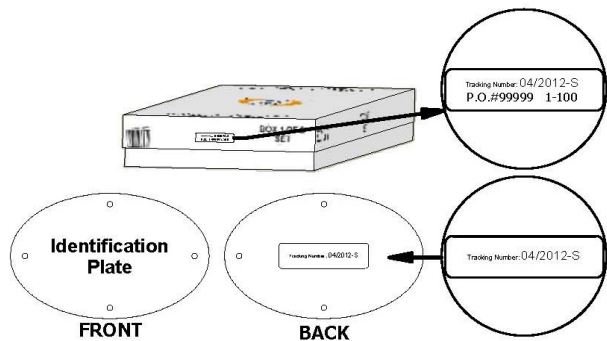 Tracking Number: 04/2012-S
P.O.#99999 1-100
BOX 1 OF
SET
Identification
Plate
Tracking Number: 04/2012-S
Tracking Number: 04/2012-S
FRONT
BACK